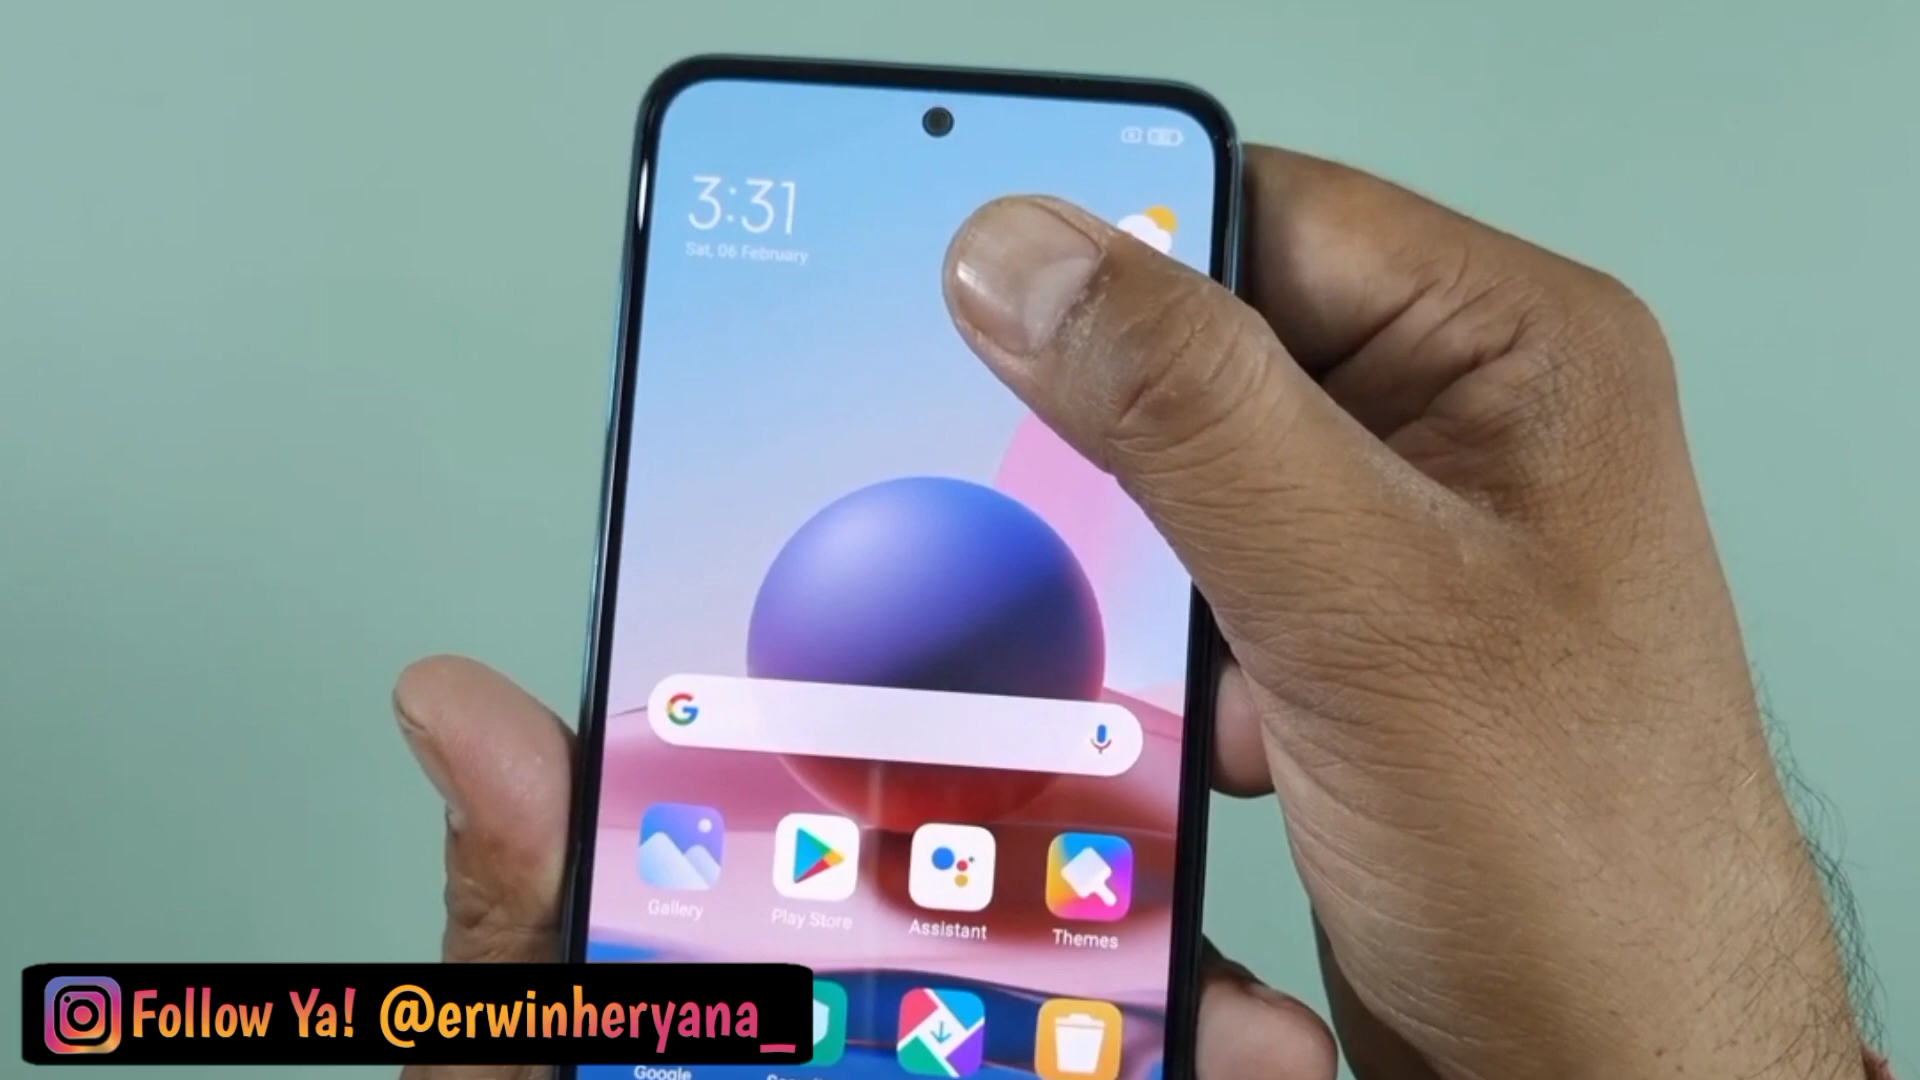 3:31
Sat, 06 February
Gallery
Play Store
Assistant
Themes
Follow Ya! @erwinheryana_
Google